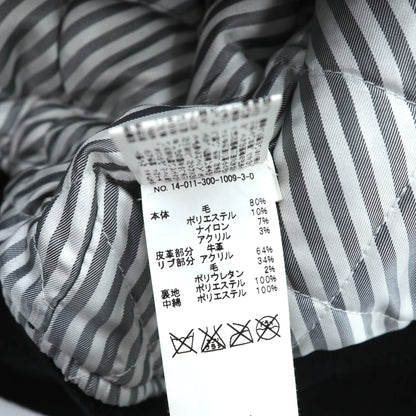 NO. 14-011-300-1009-3-0
本体 毛 80%
ポリエステル 10%
ナイロン 7%
アクリル 3%
皮革部分 牛革
リブ部分 アクリル 64%
毛 34%
ポリウレタン 2%
裏地 ポリエステル 100%
中綿 ポリエステル 100%